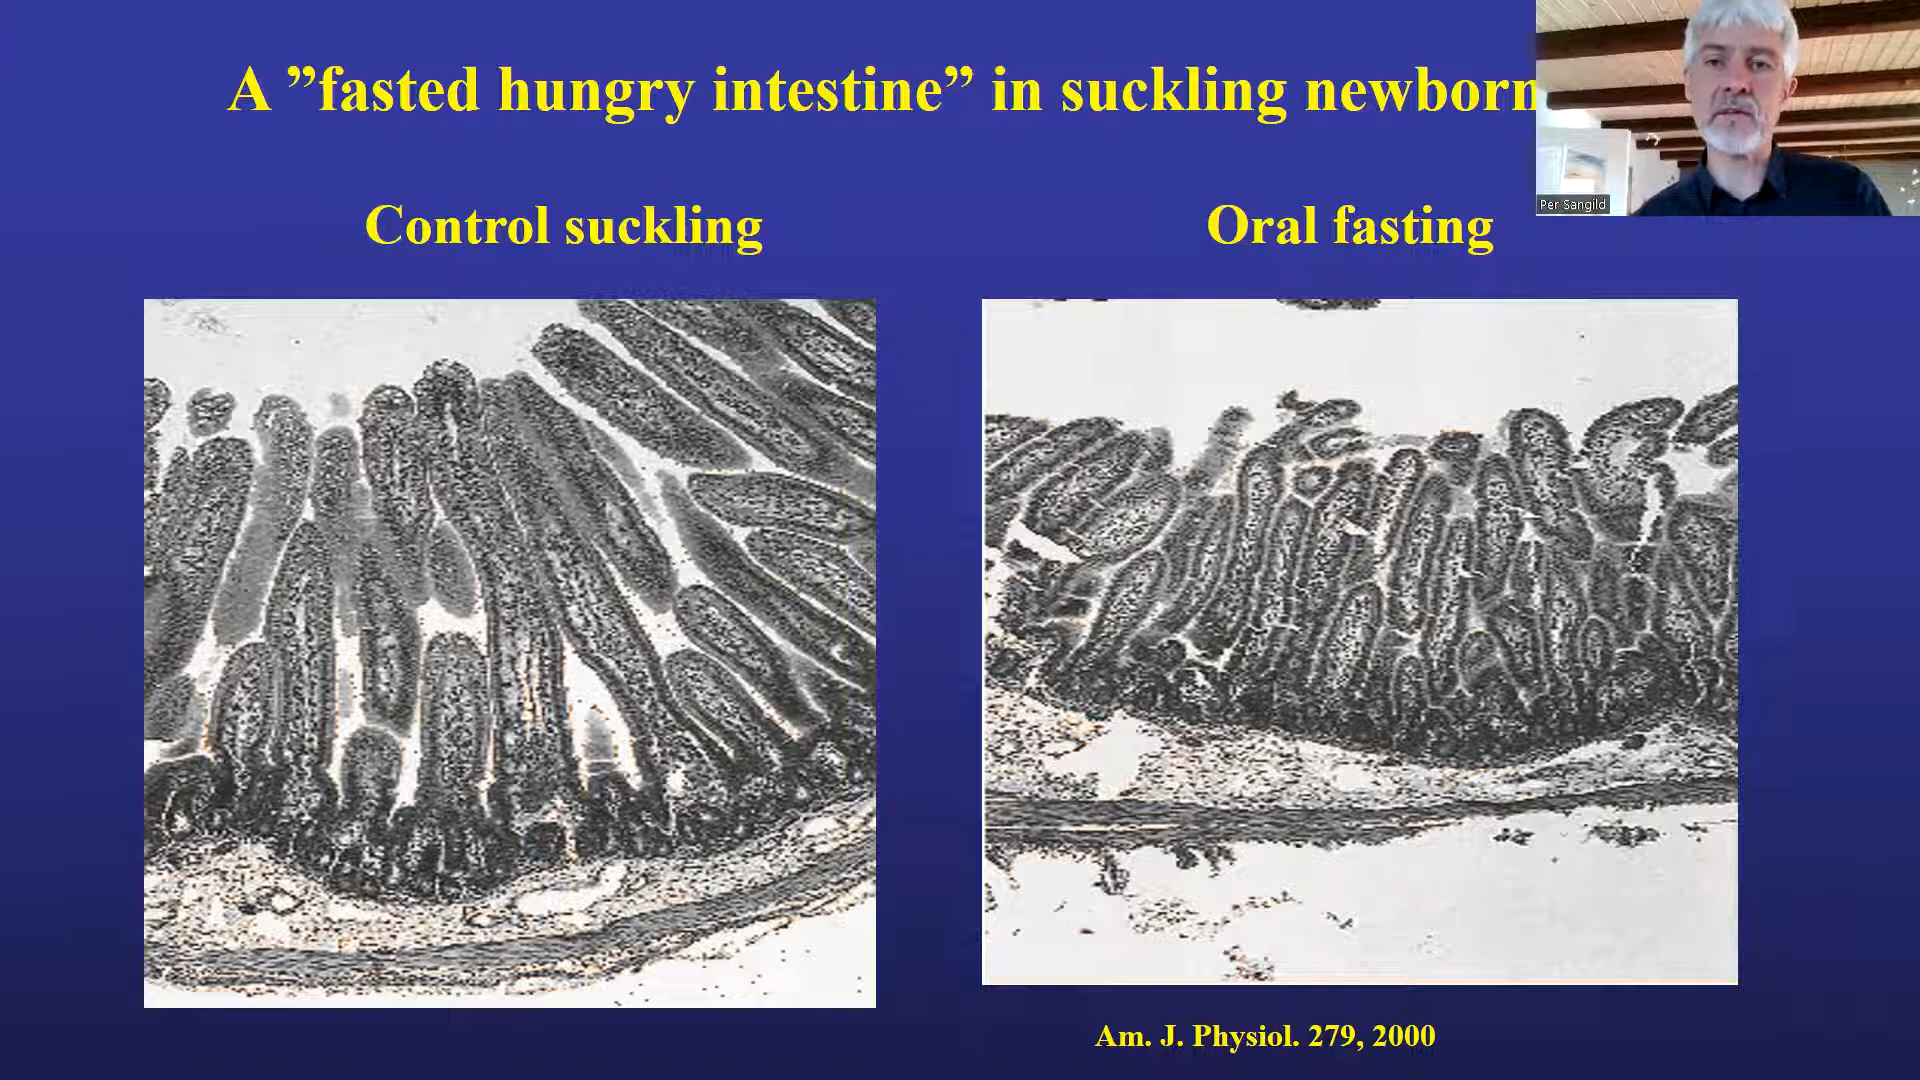 A ”fasted hungry intestine” in suckling newborn
Per Sangild
Control suckling
Oral fasting
Am. J. Physiol. 279, 2000